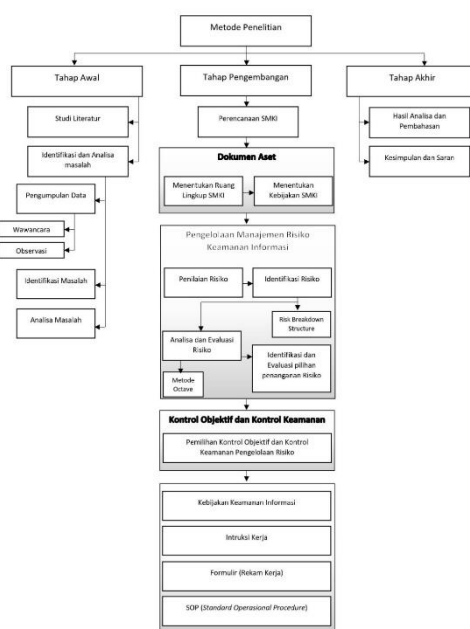 Metode Penelitian
Tahap Awal
Studi Literatur
Identifikasi dan Analisa
masalah
Pengumpulan Data
Wawancara
Observasi
Identifikasi Masalah
Analisa Masalah
Tahap Pengembangan
Perencanaan SMKI
Dokumen Aset
Menertukan Ruang
Lingkup SMKI
Menentukan
Kebijakan SMKI
Pengelolaan Manajemen Risiko
Keamanan Informasi
Penilaian Risiko
Identifikasi Risiko
Risk Breakdown
Structure
Analisa dan Evaluasi
Risiko
Identifikasi dan
Evaluasi pilihan
penanganan Risiko
Metode
Octave
Kontrol Objektif dan Kontrol Keamanan
Pemilihan Kontrol Objektif dan Kontrol
Keamanan Pengelolaan Risiko
Kebijakan Keamanan Informasi
Intruksi Kerja
Formulir (Rekam Kerja)
SOP (Standart Operasional Procedure)
Tahap Akhir
Hasil Analisa dan
Pembahasan
Kesimpulan dan Saran